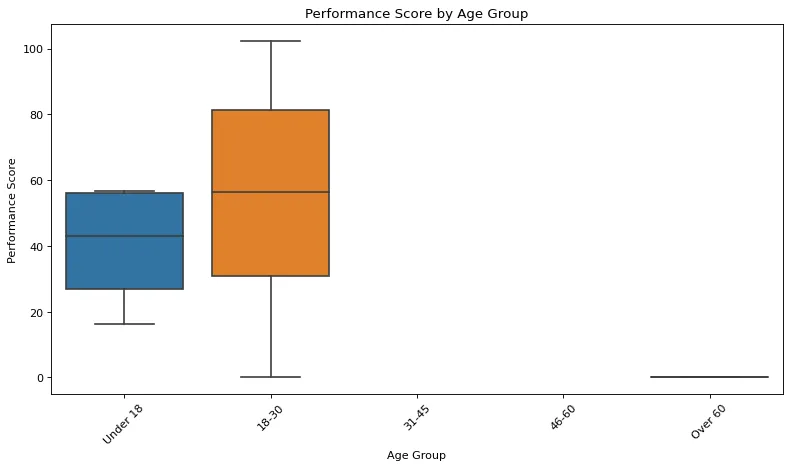 Performance Score by Age Group
Performance Score
100
80
60
40
20
0
Under 18
18-30
31-45
46-60
Over 60
Age Group